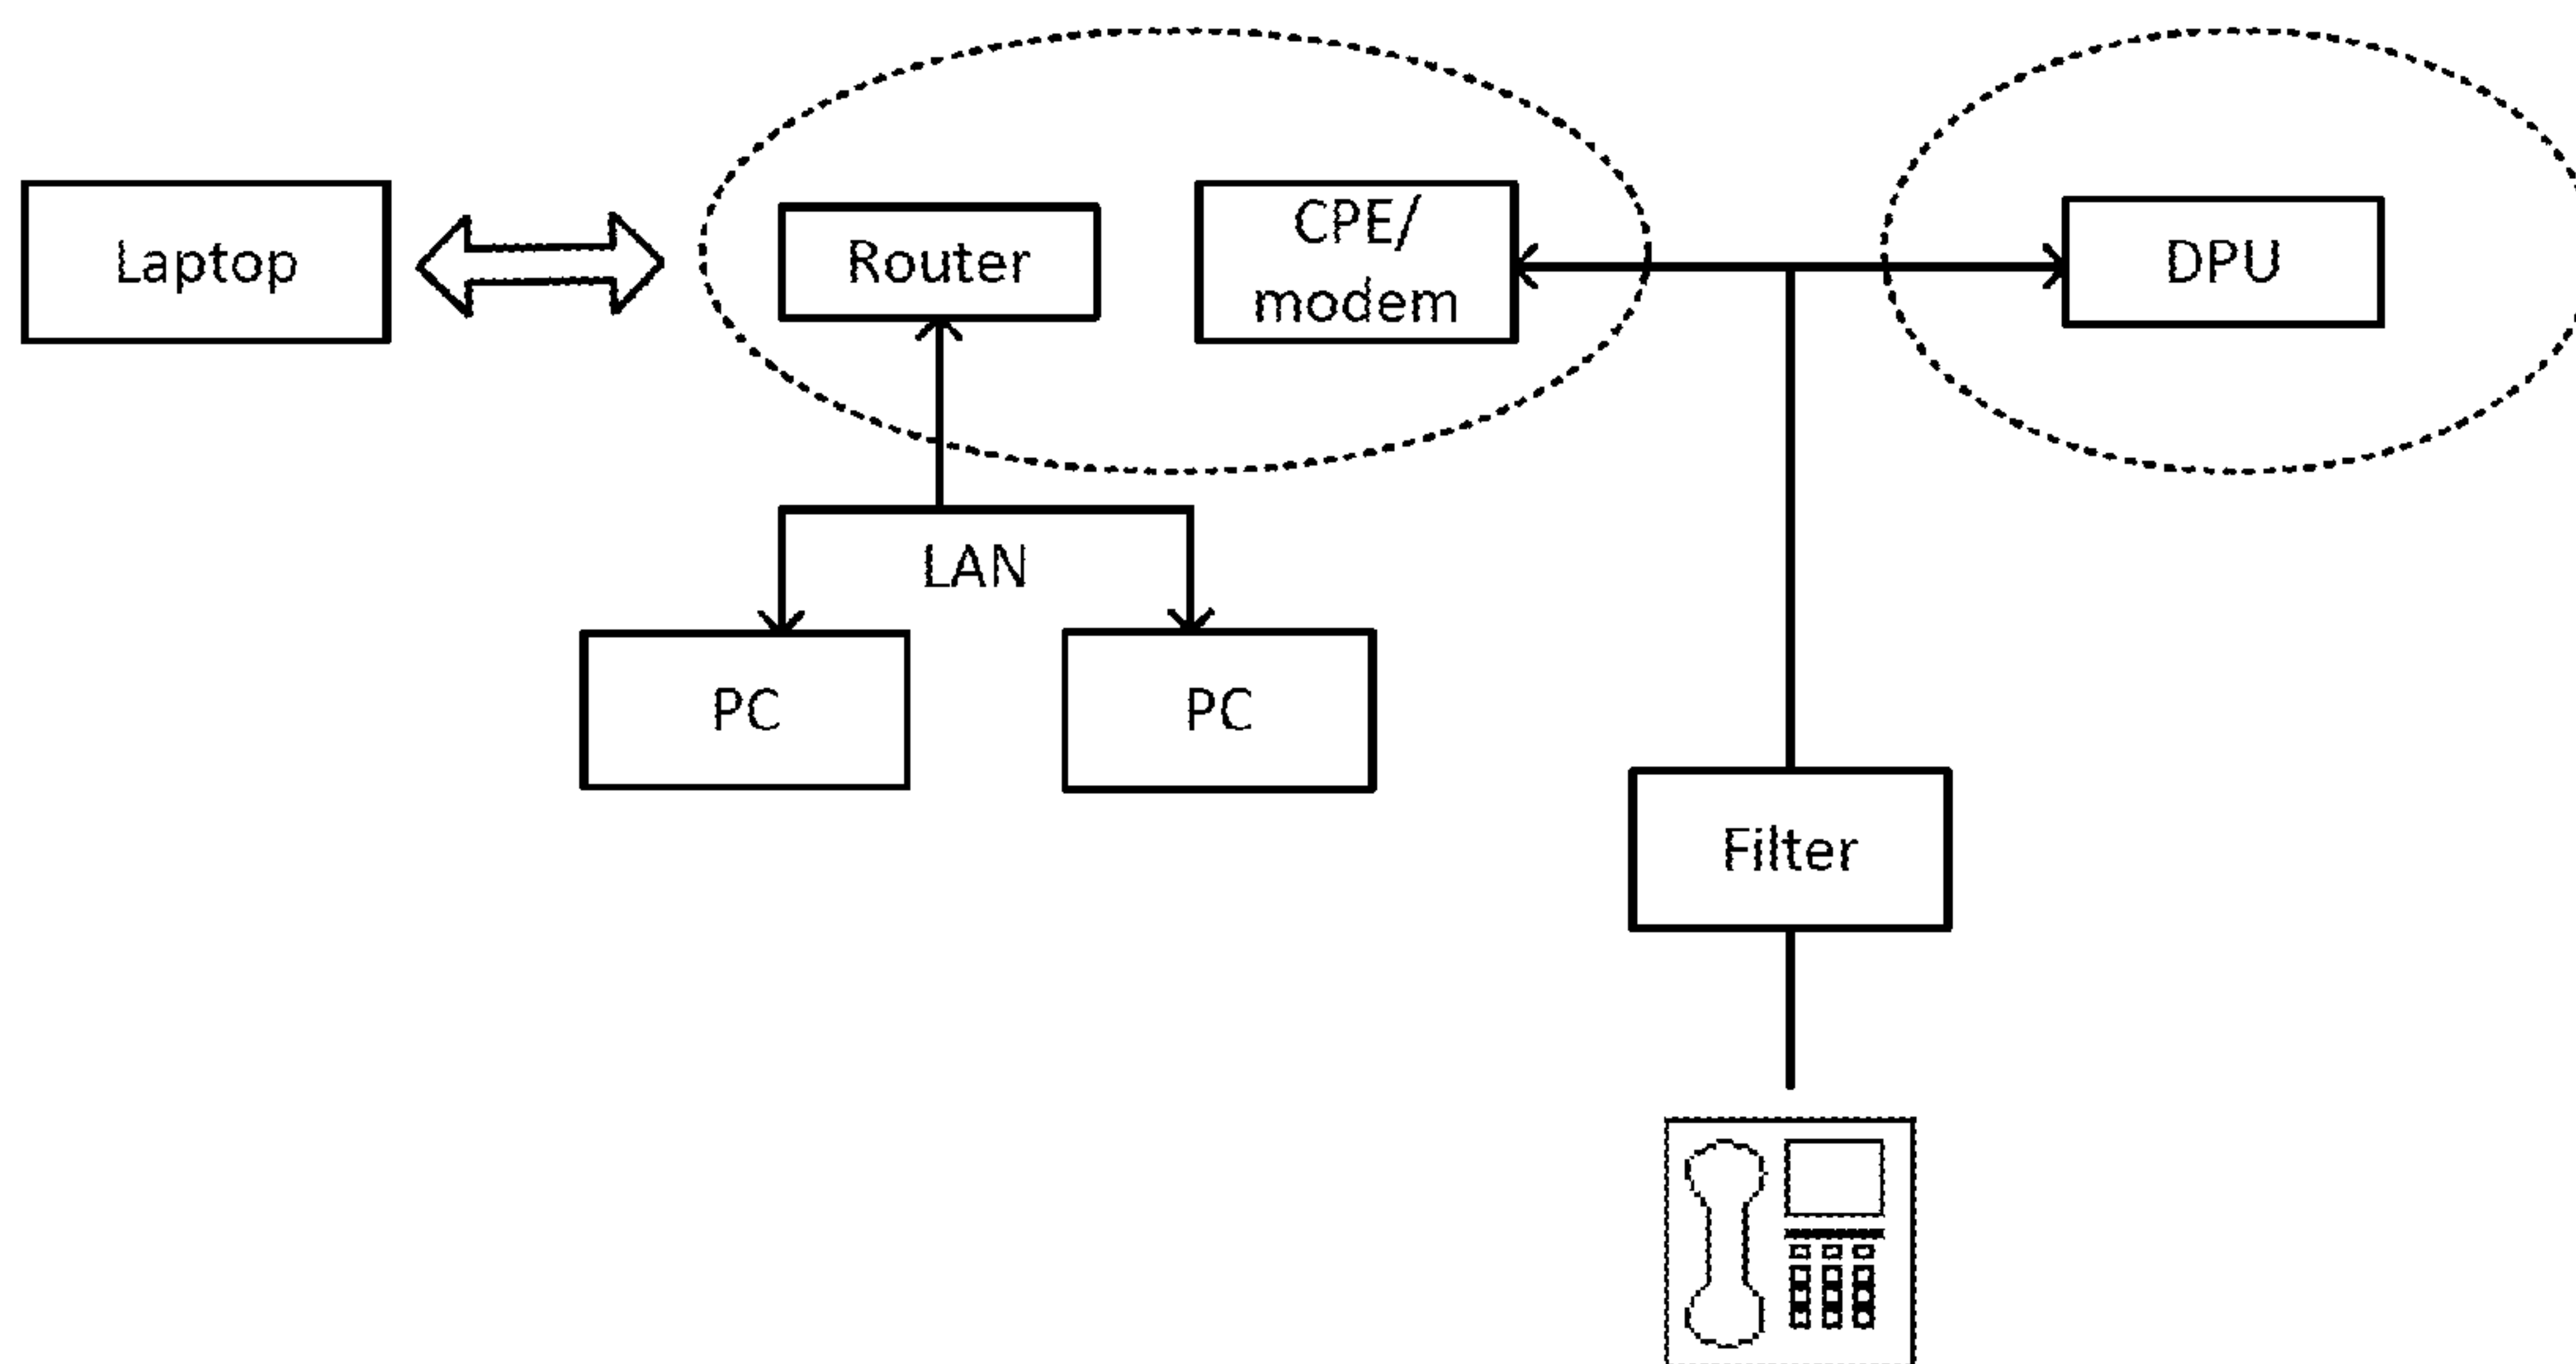 Laptop
Router
CPE/
modem
DPU
LAN
PC
PC
Filter